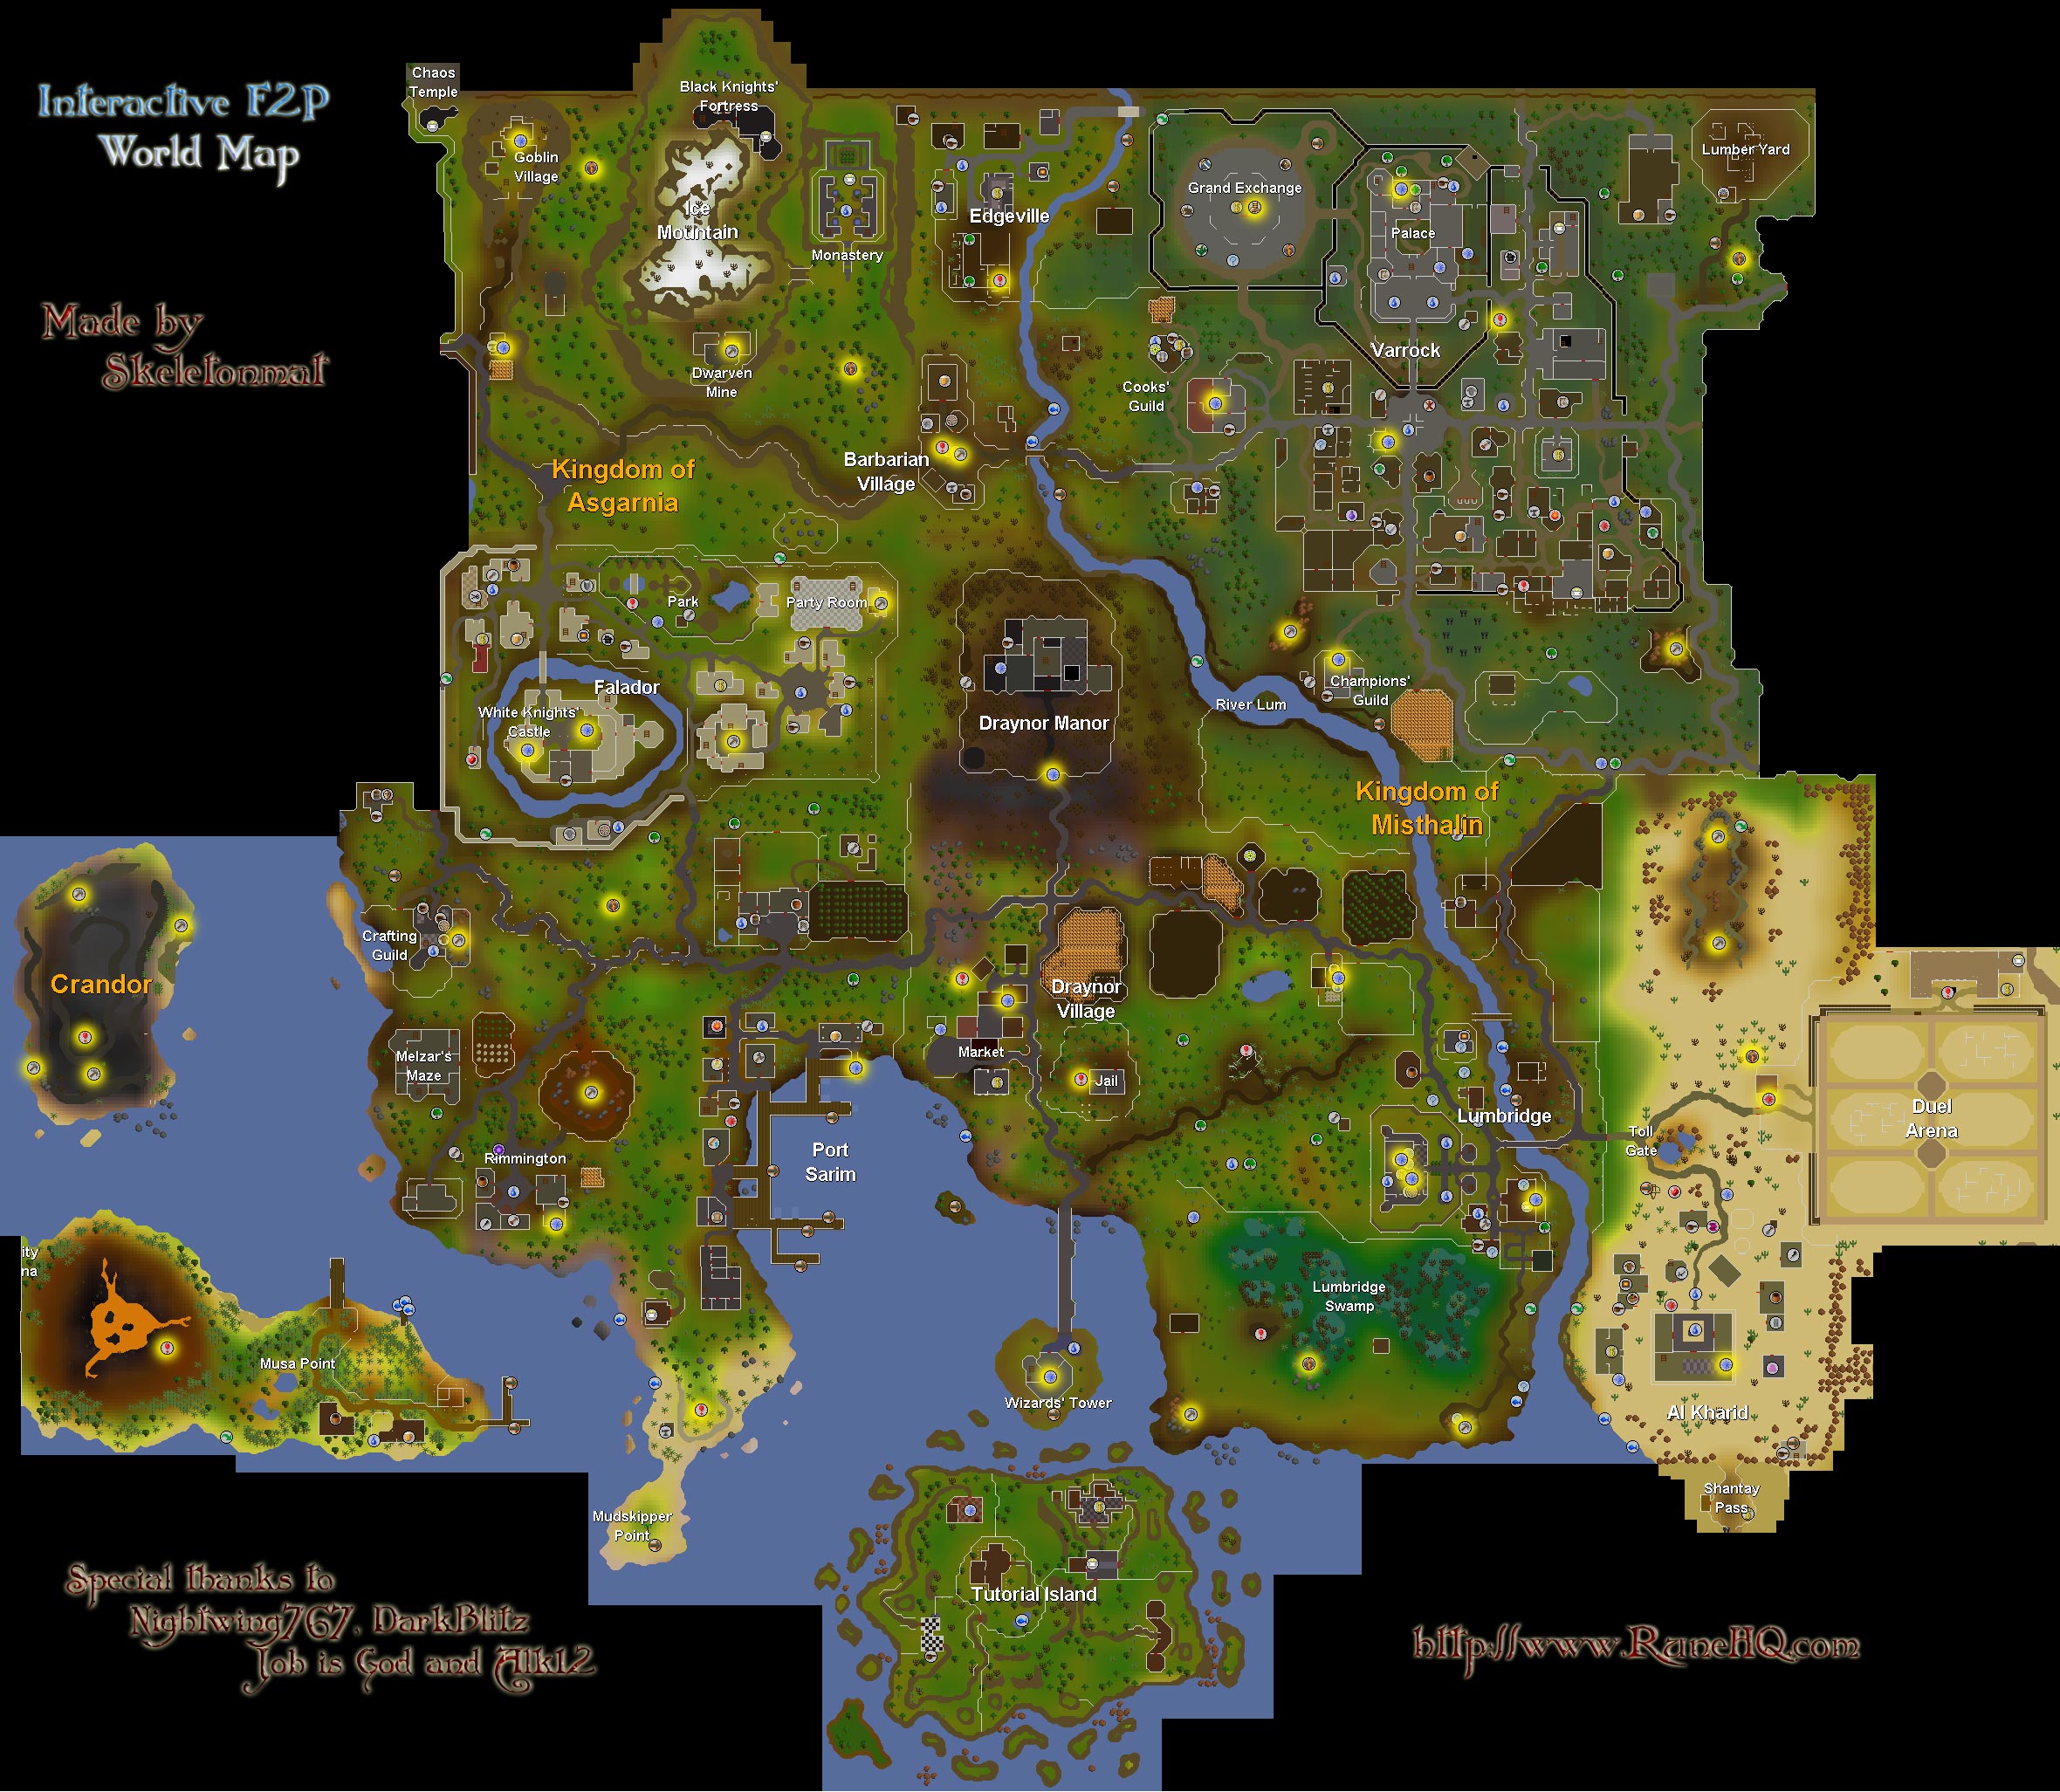 Interactive F2P
World Map
Made by
Skeletonmat
Chaos
Temple
Goblin
Village
Black Knights'
Fortress
Ice
Mountain
Monastery
Edgeville
Grand Exchange
Palace
Lumber Yard
Dwarven
Mine
Cooks'
Guild
Varrock
Barbarian
Village
Kingdom of
Asgarnia
Park
Party Room
Falador
White Knights'
Castle
Draynor Manor
River Lum
Champions'
Guild
Kingdom of
Misthalin
Crafting
Guild
Crandor
Draynor
Village
Melzar's
Maze
Market
Jail
Lumbridge
Duel
Arena
Toll
Gate
Rimmington
Port
Sarim
ity
na
Lumbridge
Swamp
Musa Point
Wizards' Tower
Al Kharid
Shantay
Pass
Mudskipper
Point
Tutorial Island
Special thanks to
Nightwing767, DarkBlitz
Job is God and Alk12
http://www.RuneHQ.com